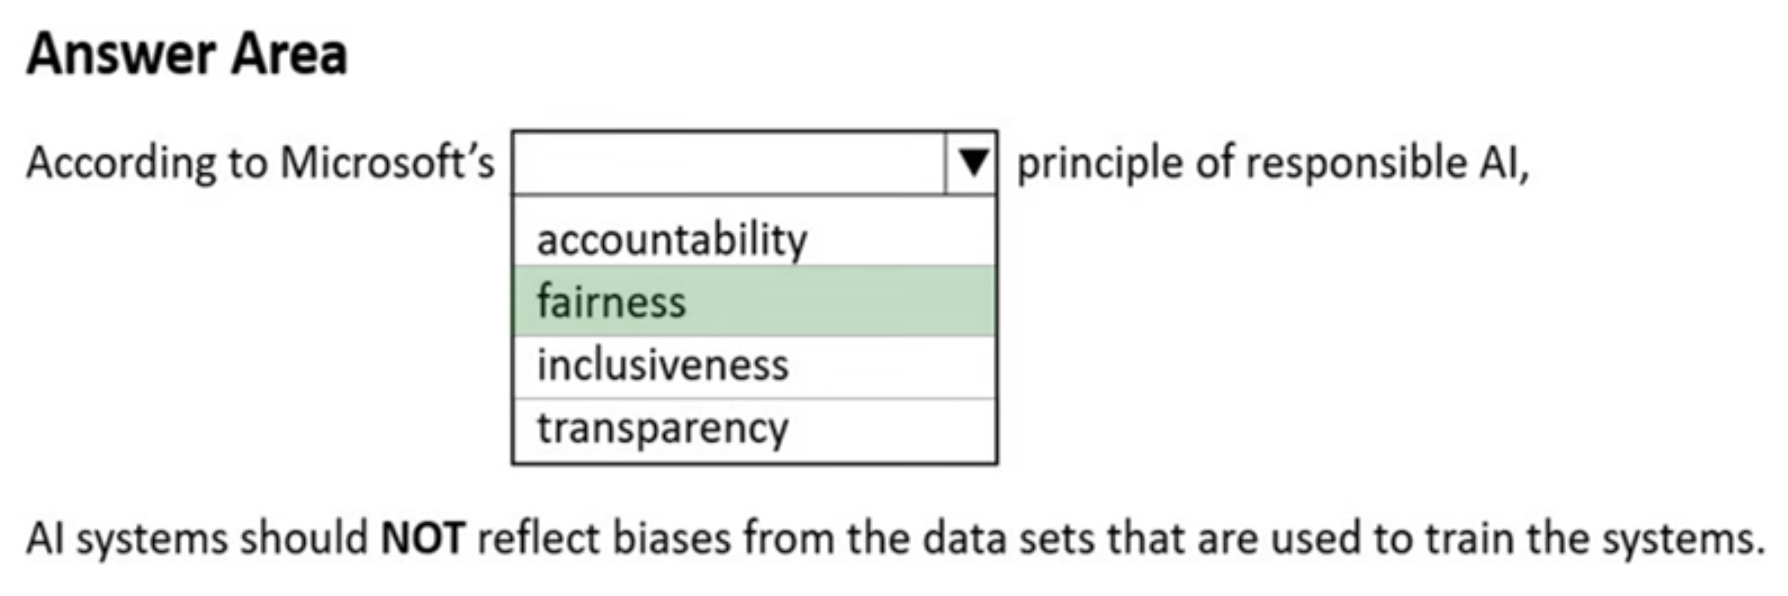 Answer Area
According to Microsoft's ▼ principle of responsible AI,
accountability
fairness
inclusiveness
transparency
AI systems should NOT reflect biases from the data sets that are used to train the systems.